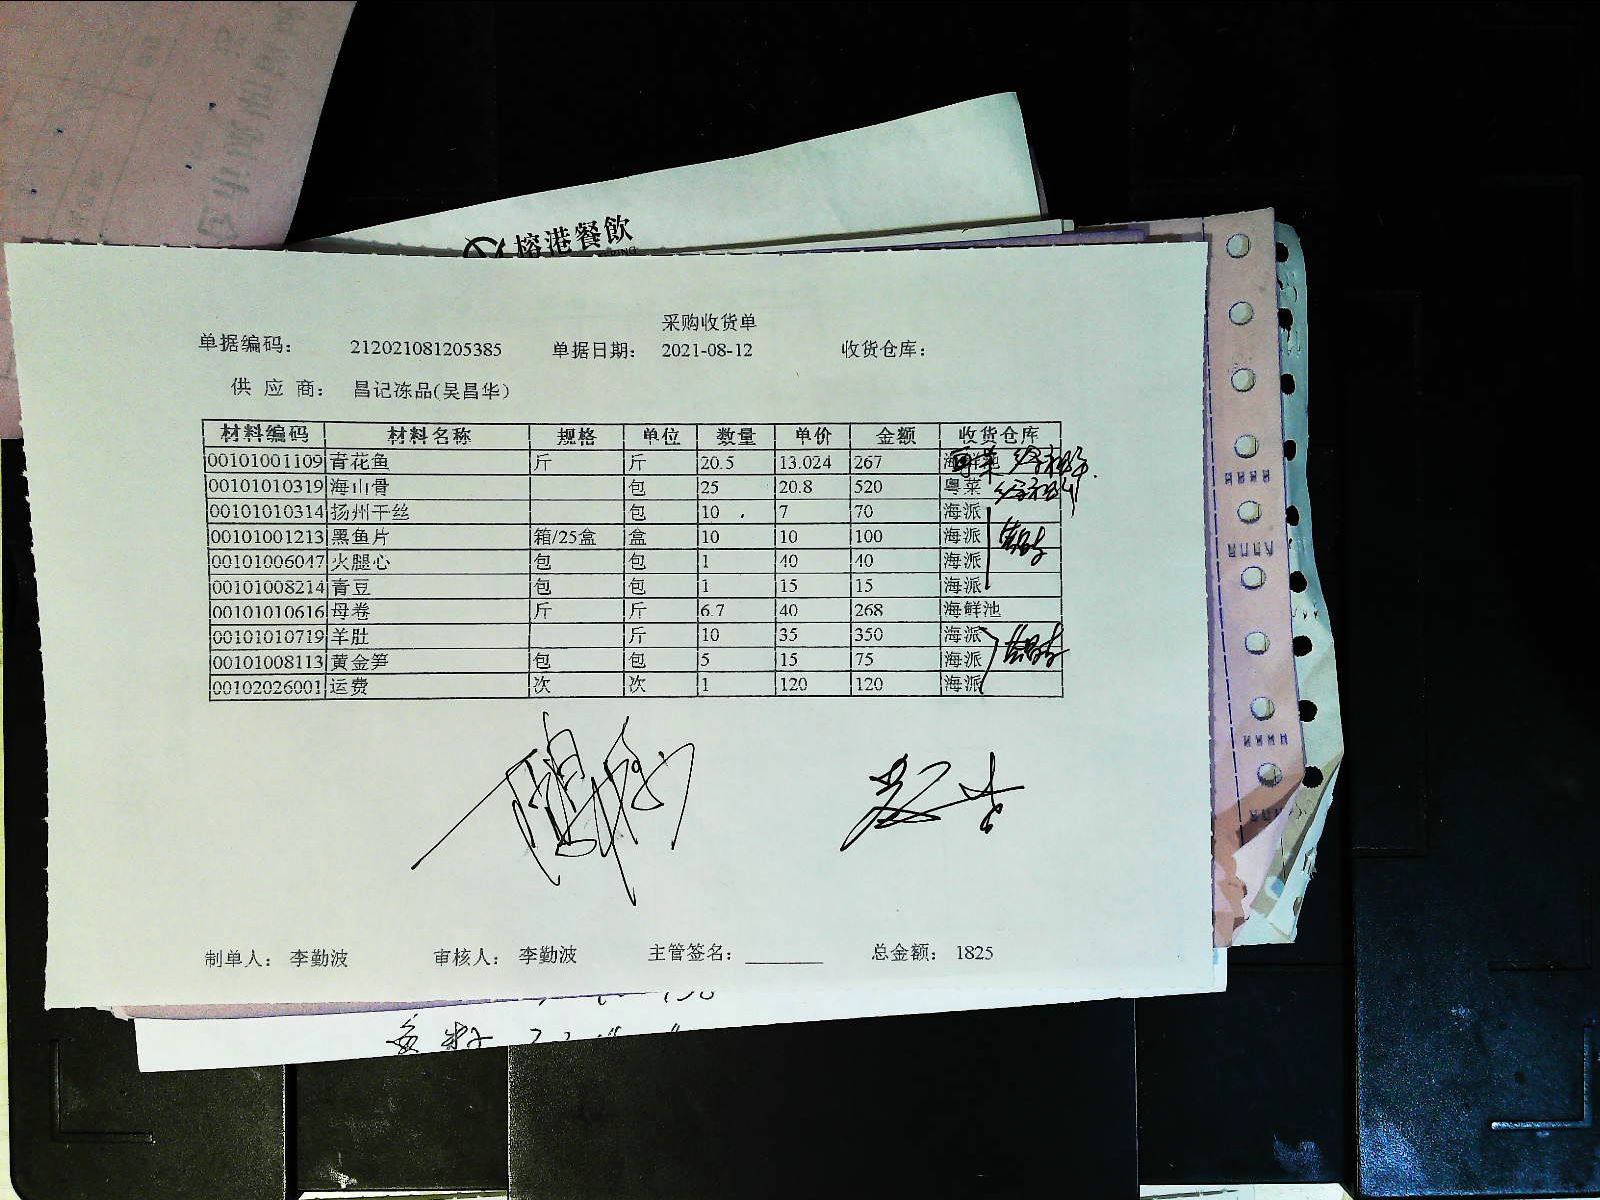 榕港餐飲
采购收货单
单据编码： 212021081205385 单据日期： 2021-08-12 收货仓库：
供 应 商： 昌记冻品(吴昌华)
材料编码 材料名称 规格 单位 数量 单价 金额 收货仓库
00101001109 青花鱼 斤 斤 20.5 13.024 267 粤菜
00101010319 海山骨 包 25 20.8 520 粤菜
00101010314 扬州干丝 包 10 7 70 海派
00101001213 黑鱼片 箱/25盒 盒 10 10 100 海派
00101006047 火腿心 包 包 1 40 40 海派
00101008214 青豆 包 包 1 15 15 海派
00101010616 母卷 斤 斤 6.7 40 268 海鲜池
00101010719 羊肚 斤 10 35 350 海派
00101008113 黄金笋 包 包 5 15 75 海派
00102026001 运费 次 次 1 120 120 海派
制单人： 李勤波 审核人： 李勤波 主管签名： 总金额： 1825